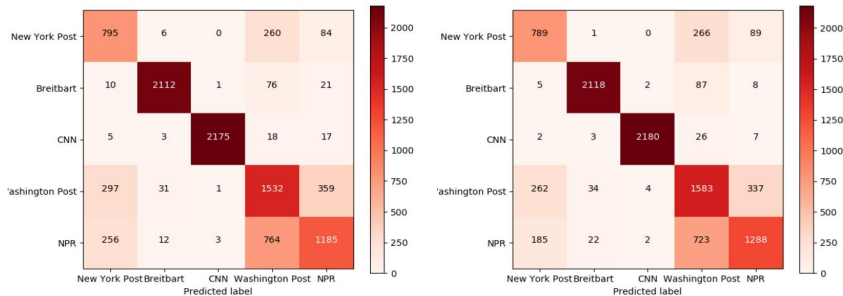 New York Post 795 6 0 260 84
Breitbart 10 2112 1 76 21
CNN 5 3 2175 18 17
'ashington Post 297 31 1 1532 359
NPR 256 12 3 764 1185
New York Post Breitbart CNN Washington Post NPR
Predicted label
2000
1750
1500
1250
1000
750
500
250
0
New York Post 789 1 0 266 89
Breitbart 5 2118 2 87 8
CNN 2 3 2180 26 7
ashington Post 262 34 4 1583 337
NPR 185 22 2 723 1288
New York Post Breitbart CNN Washington Post NPR
Predicted label
2000
1750
1500
1250
1000
750
500
250
0